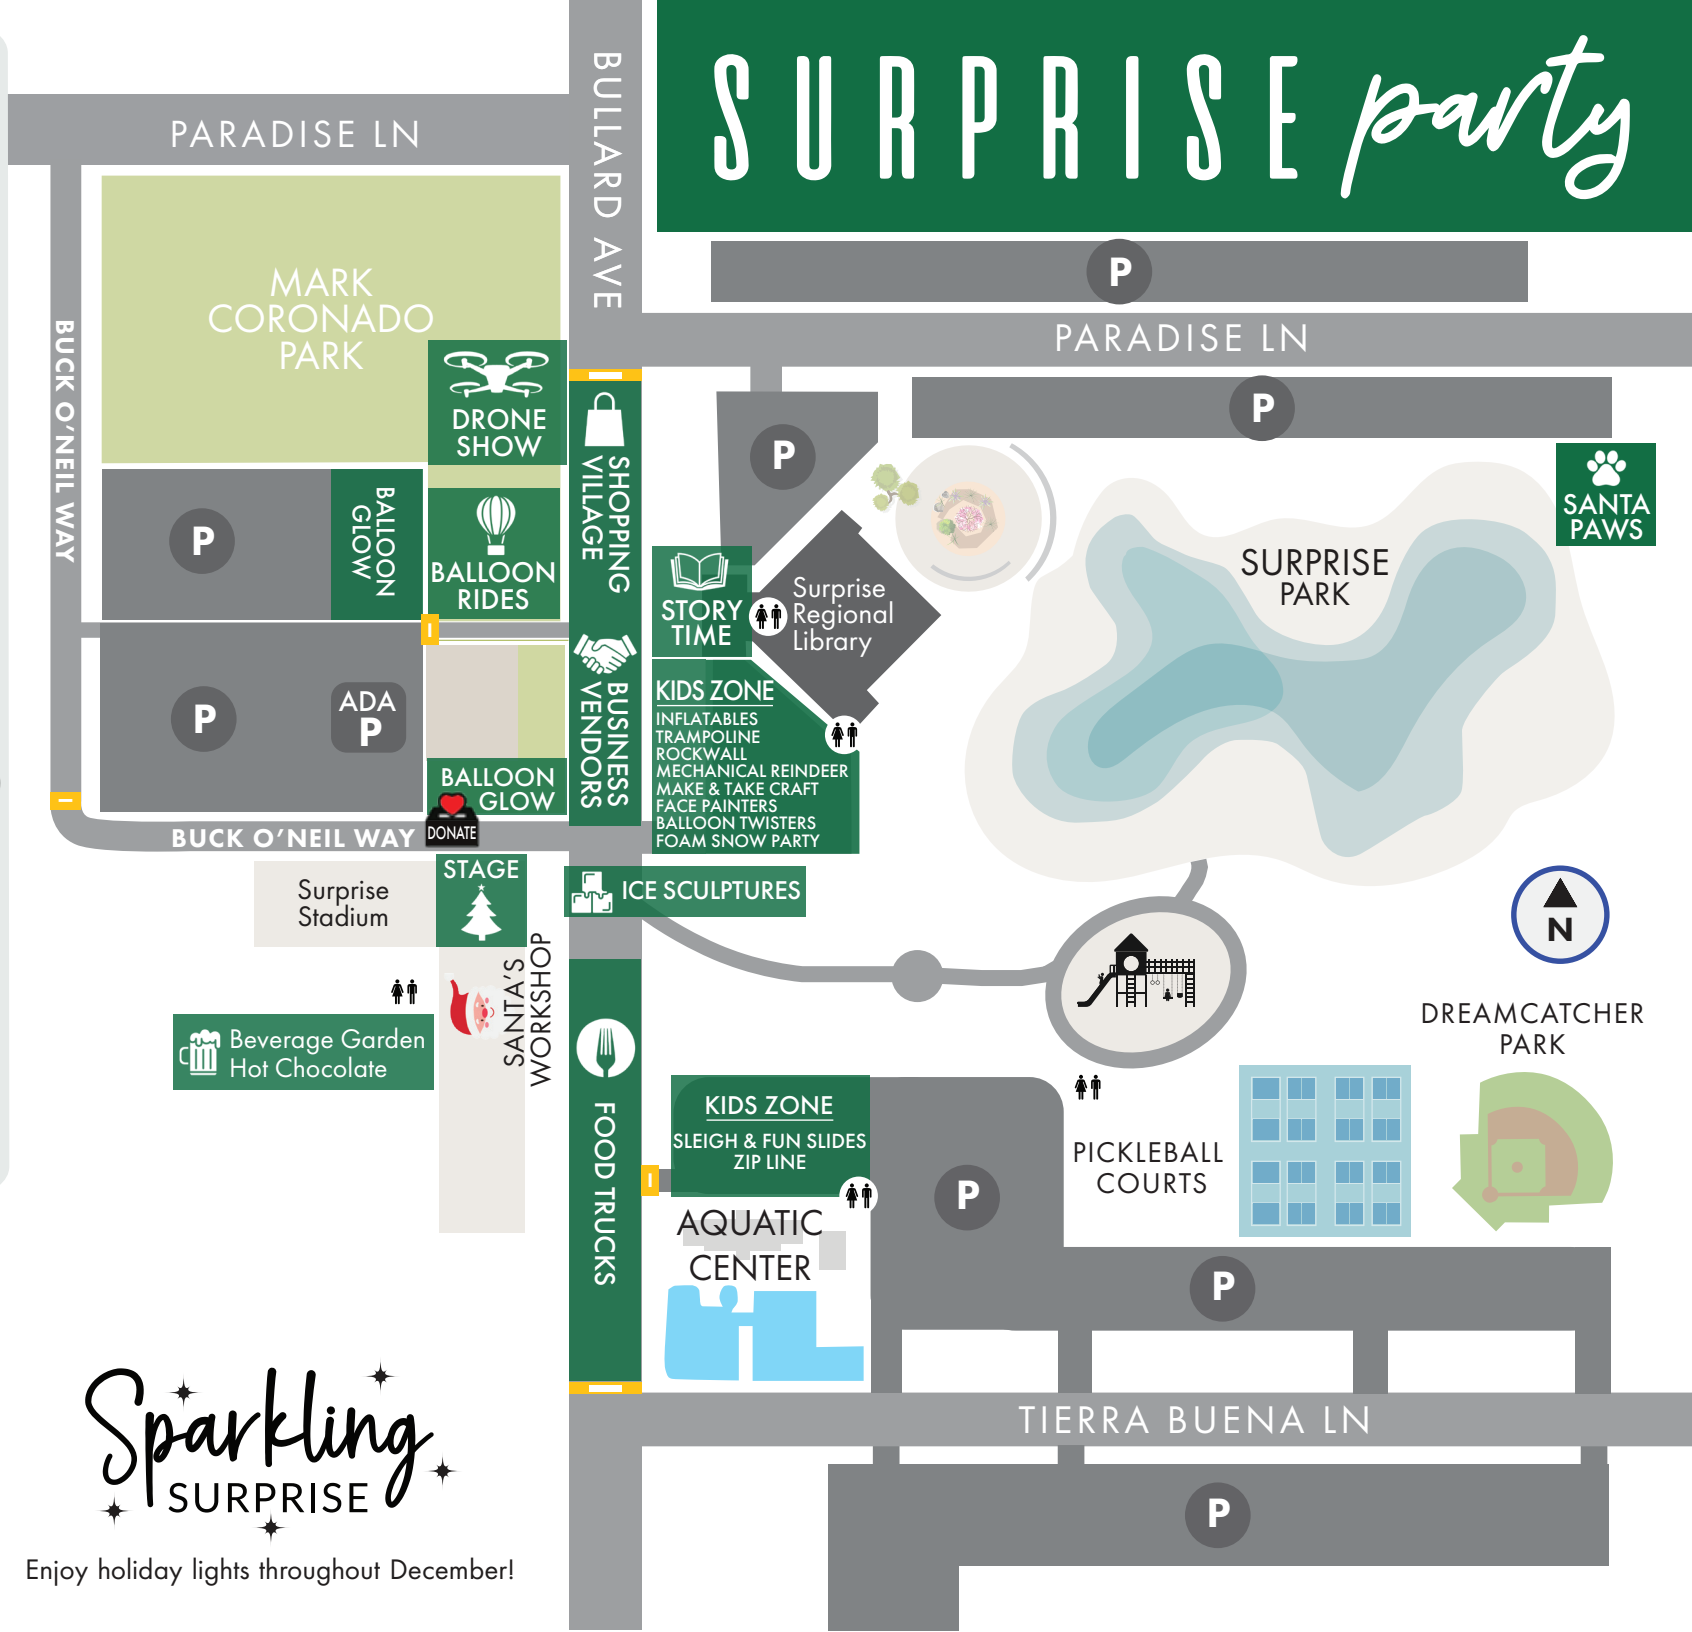 SURPRISE party
BULLARD AVE
PARADISE LN
P
PARADISE LN
P
MARK
CORONADO
PARK
BUCK O'NEIL WAY
DRONE
SHOW
SHOPPING
VILLAGE
P
SANTA
PAWS
P
BALLOON
GLOW
BALLOON
RIDES
STORY
TIME
Surprise
Regional
Library
SURPRISE
PARK
P
ADA
P
BUSINESS
VENDORS
KIDS ZONE
INFLATABLES
TRAMPOLINE
ROCKWALL
MECHANICAL REINDEER
MAKE & TAKE CRAFT
FACE PAINTERS
BALLOON TWISTERS
FOAM SNOW PARTY
BALLOON
GLOW
DONATE
BUCK O'NEIL WAY
Surprise
Stadium
STAGE
ICE SCULPTURES
N
SANTA'S
WORKSHOP
Beverage Garden
Hot Chocolate
FOOD TRUCKS
KIDS ZONE
SLEIGH & FUN SLIDES
ZIP LINE
P
PICKLEBALL
COURTS
DREAMCATCHER
PARK
AQUATIC
CENTER
P
TIERRA BUENA LN
P
Sparkling
SURPRISE
Enjoy holiday lights throughout December!